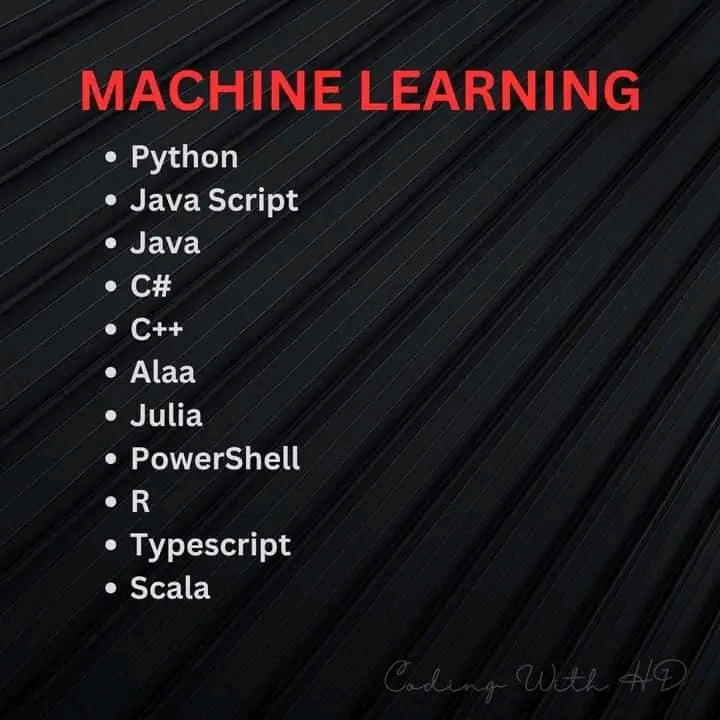 MACHINE LEARNING
• Python
• Java Script
• Java
• C#
• C++
• Alaa
• Julia
• PowerShell
• R
• Typescript
• Scala
Coding With HD